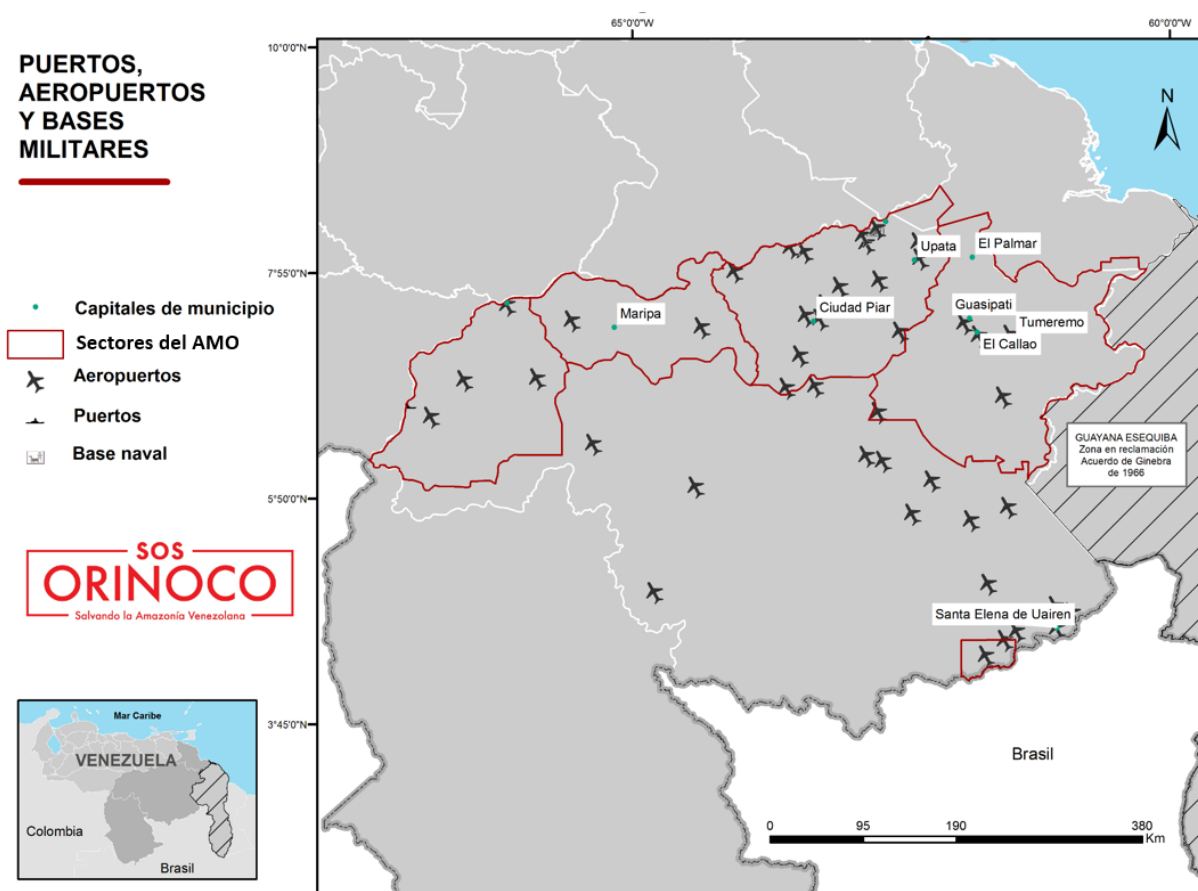 PUERTOS,
AEROPUERTOS
Y BASES
MILITARES
Capitales de municipio
Sectores del AMO
Aeropuertos
Puertos
Base naval
SOS
ORINOCO
Salvando la Amazonía Venezolana
Mar Caribe
VENEZUELA
Colombia
Brasil
65°0'0"W
60°0'0"W
10°0'0"N
7°55'0"N
5°50'0"N
3°45'0"N
N
Upata
El Palmar
Maripa
Ciudad Piar
Guasipati
Tumeremo
El Callao
GUAYANA ESEQUIBA
Zona en reclamación
Acuerdo de Ginebra
de 1966
Santa Elena de Uairen
Brasil
0 95 190 380
Km